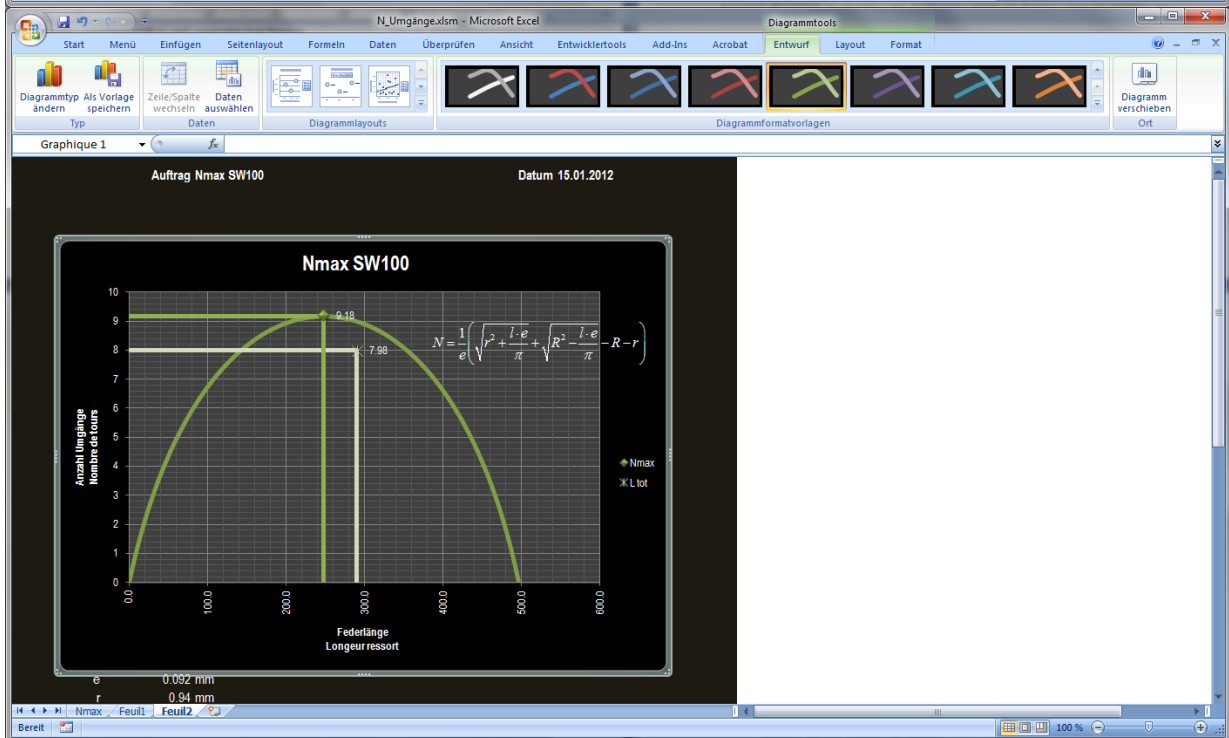 N_Umgänge.xlsm - Microsoft Excel
Diagrammtools
Start Menü Einfügen Seitenlayout Formeln Daten Überprüfen Ansicht Entwicklertools Add-Ins Acrobat Entwurf Layout Format
Diagrammtyp ändern
Als Vorlage speichern
Zeile/Spalte wechseln
Daten auswählen
Diagramm verschieben
Typ Daten Diagrammlayouts Diagrammformatvorlagen Ort
Graphique 1 fx
Auftrag Nmax SW100 Datum 15.01.2012
Nmax SW100
10
9
8
7
6
5
4
3
2
1
0
9.18
7.98
N = 1/e (√(r² + l·e/π) + √(R² − l·e/π) − R − r)
Anzahl Umgänge
Nombre de tours
Nmax
L tot
0.0 100.0 200.0 300.0 400.0 500.0 600.0
Federlänge
Longeur ressort
e 0.092 mm
r 0.94 mm
Nmax Feuil1 Feuil2
Bereit 100 %